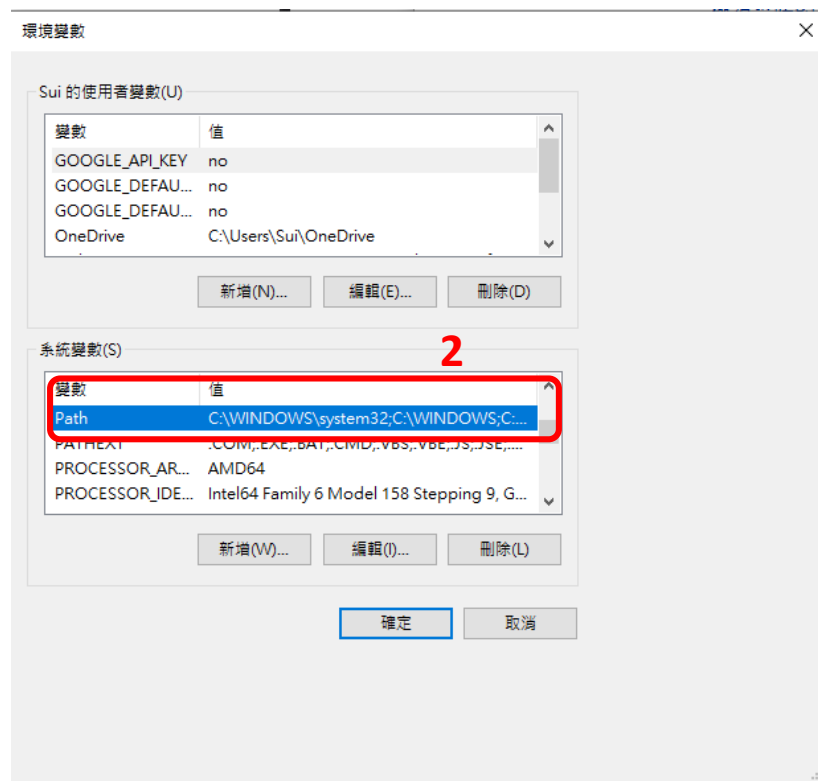 環境變數
Sui 的使用者變數(U)
變數 值
GOOGLE_API_KEY no
GOOGLE_DEFAU... no
GOOGLE_DEFAU... no
OneDrive C:\Users\Sui\OneDrive
新增(N)... 編輯(E)... 刪除(D)
系統變數(S)
2
變數 值
Path C:\WINDOWS\system32;C:\WINDOWS;C:...
PATHEXT .COM;.EXE;.BAT;.CMD;.VBS;.VBE;.JS;.JSE;....
PROCESSOR_AR... AMD64
PROCESSOR_IDE... Intel64 Family 6 Model 158 Stepping 9, G...
新增(W)... 編輯(I)... 刪除(L)
確定 取消